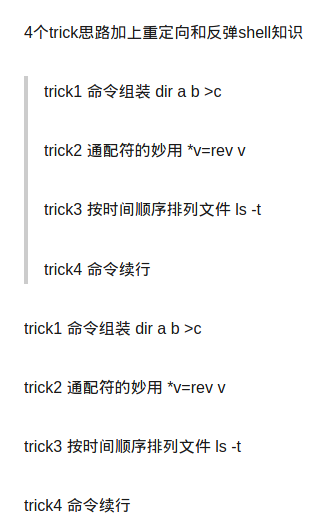 4个trick思路加上重定向和反弹shell知识
trick1 命令组装 dir a b >c
trick2 通配符的妙用 *v=rev v
trick3 按时间顺序排列文件 ls -t
trick4 命令续行
trick1 命令组装 dir a b >c
trick2 通配符的妙用 *v=rev v
trick3 按时间顺序排列文件 ls -t
trick4 命令续行